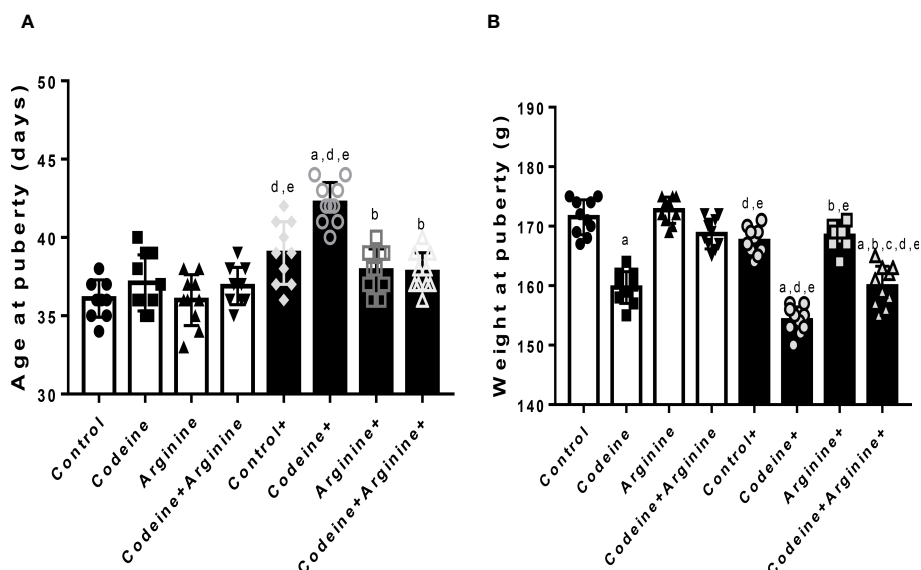 A
B
Age at puberty (days)
50
45
40
35
30
d,e
a,d,e
b
b
Control
Codeine
Arginine
Codeine+Arginine
Control+
Codeine+
Arginine+
Codeine+Arginine+
Weight at puberty (g)
190
180
170
160
150
140
a
d,e
a,d,e
b,e
a,b,c,d,e
Control
Codeine
Arginine
Codeine+Arginine
Control+
Codeine+
Arginine+
Codeine+Arginine+